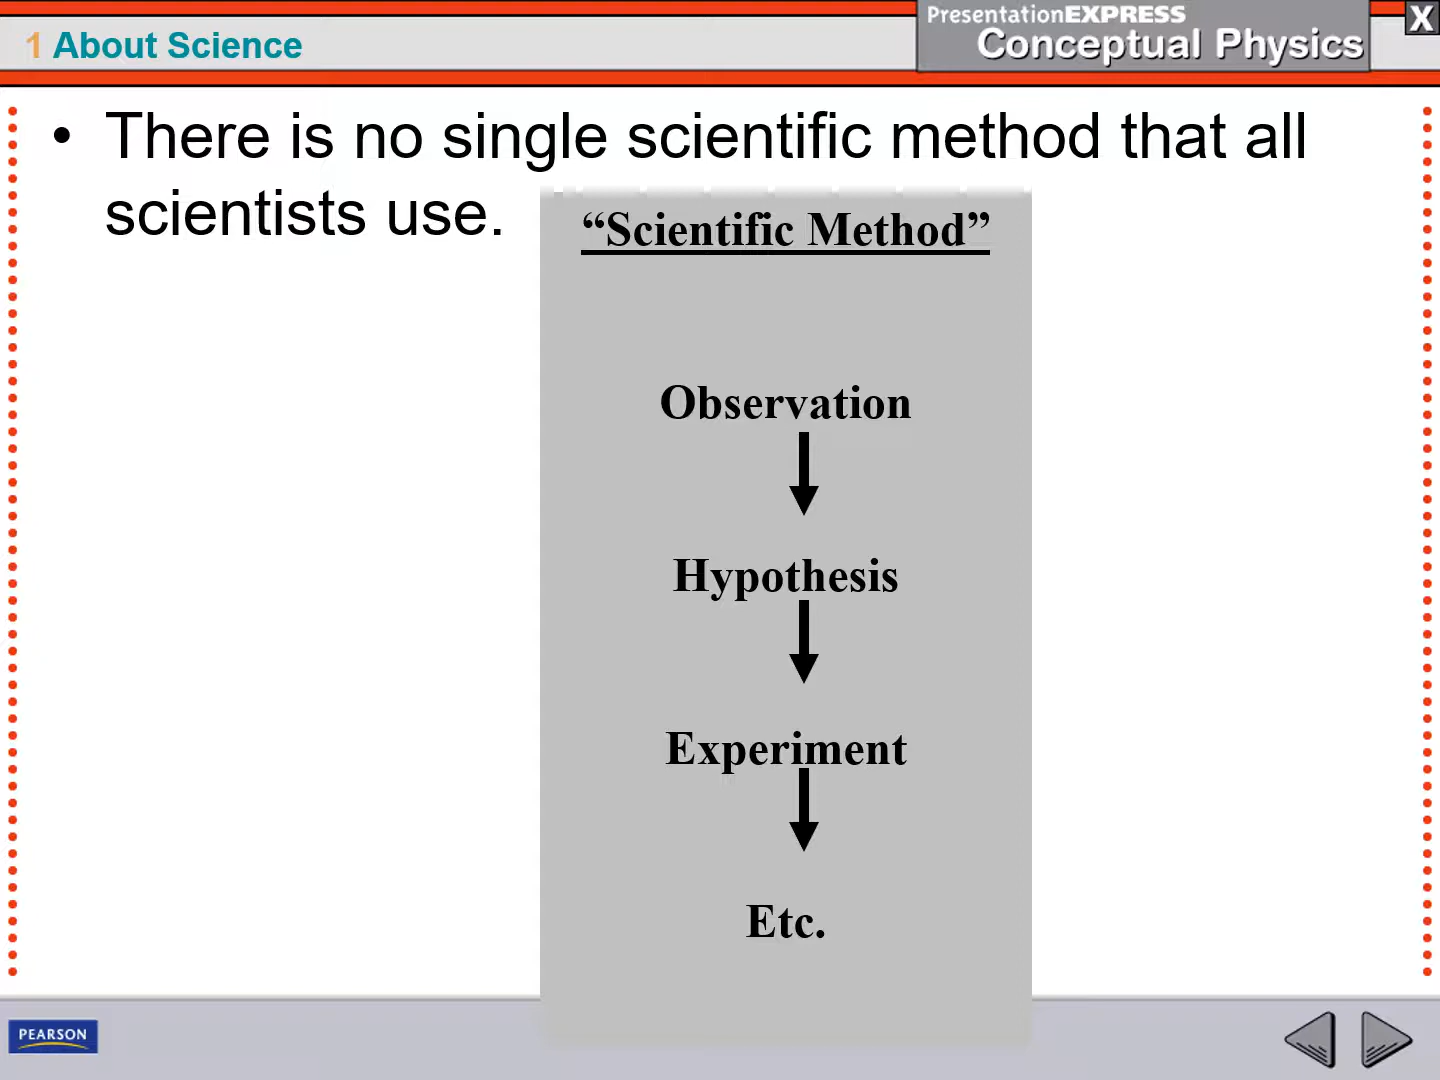 1 About Science
PresentationEXPRESS
Conceptual Physics
X
• There is no single scientific method that all
scientists use.
“Scientific Method”
Observation
Hypothesis
Experiment
Etc.
PEARSON